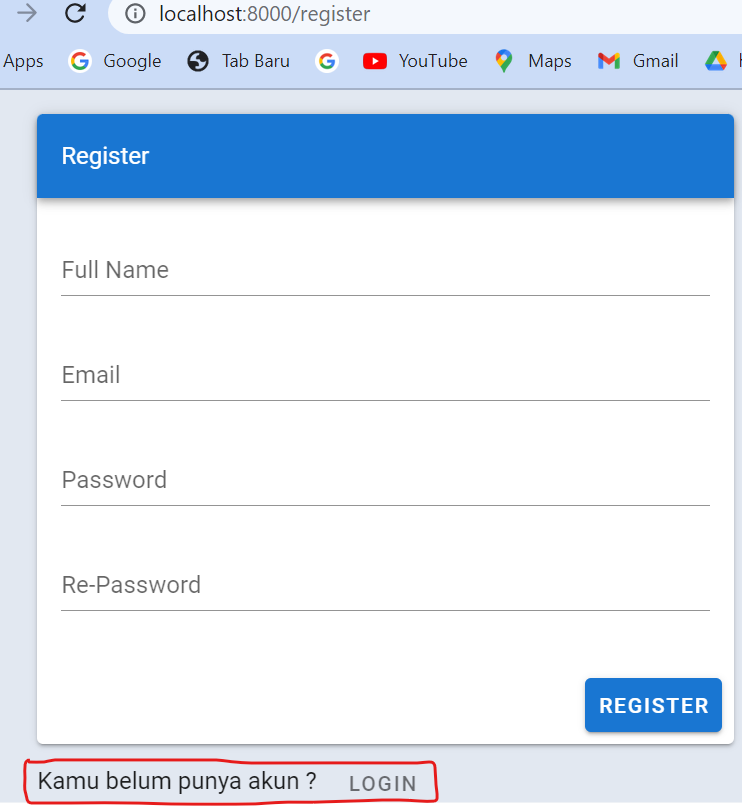 localhost:8000/register
Apps Google Tab Baru YouTube Maps Gmail
Register
Full Name
Email
Password
Re-Password
REGISTER
Kamu belum punya akun ? LOGIN